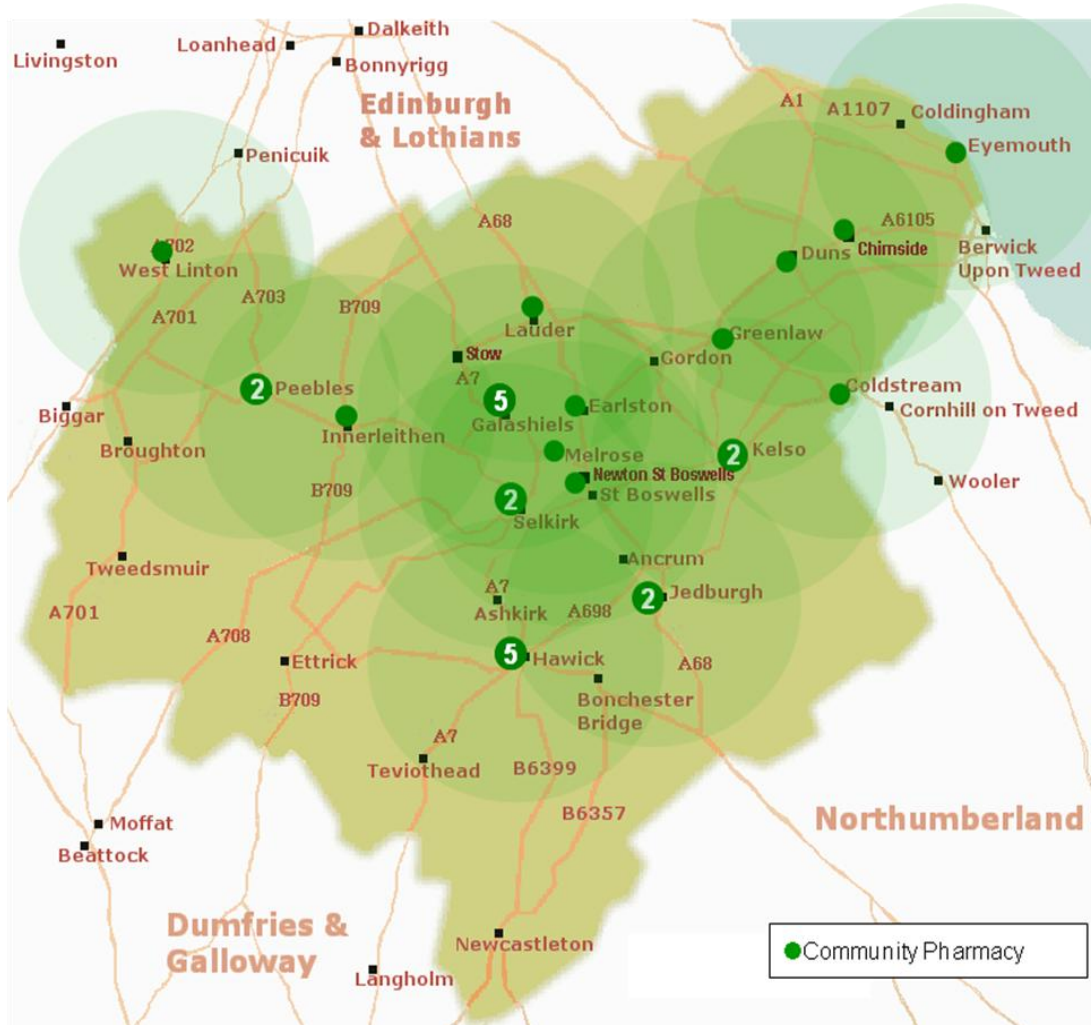 Dalkeith
Loanhead
Livingston
Bonnyrigg
Edinburgh
& Lothians
A1
A1107
Coldingham
Eyemouth
Penicuik
A68
A6105
A702
West Linton
Duns
Chimside
Berwick
Upon Tweed
A703
A701
B709
Lauder
Greenlaw
Stow
Gordon
A7
2
Peebles
5
Coldstream
Biggar
Galashiels
Earlston
Cornhill on Tweed
Innerleithen
Broughton
Melrose
2
Kelso
Newton St Boswells
Wooler
B709
2
St Boswells
Selkirk
Tweedsmuir
Ancrum
A7
2
Jedburgh
A701
Ashkirk
A698
A708
5
Hawick
A68
Ettrick
B709
Bonchester
Bridge
A7
Teviothead
B6399
B6357
Moffat
Northumberland
Beattock
Dumfries &
Galloway
Newcastleton
Langholm
Community Pharmacy